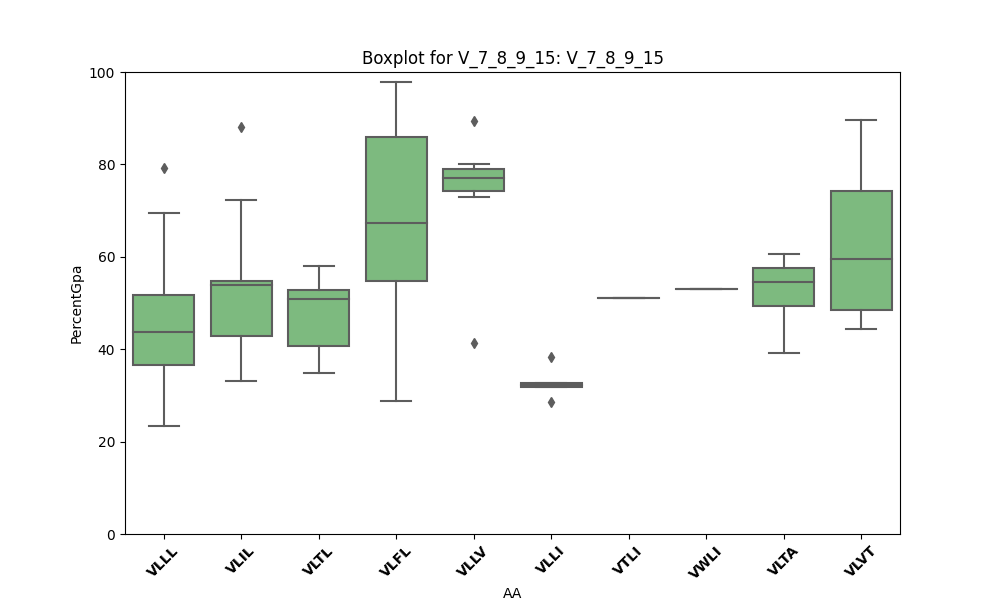 Boxplot for V_7_8_9_15: V_7_8_9_15
PercentGpa
100
80
60
40
20
0
VLLL
VLIL
VLTL
VLFL
VLLV
VLLI
VTLI
VWLI
VLTA
VLVT
AA